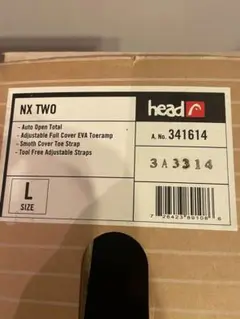 NX TWO
head
- Auto Open Total
- Adjustable Full Cover EVA Toeramp
- Smoth Cover Toe Strap
- Tool Free Adjustable Straps
A. No. 341614
3A3314
L
SIZE